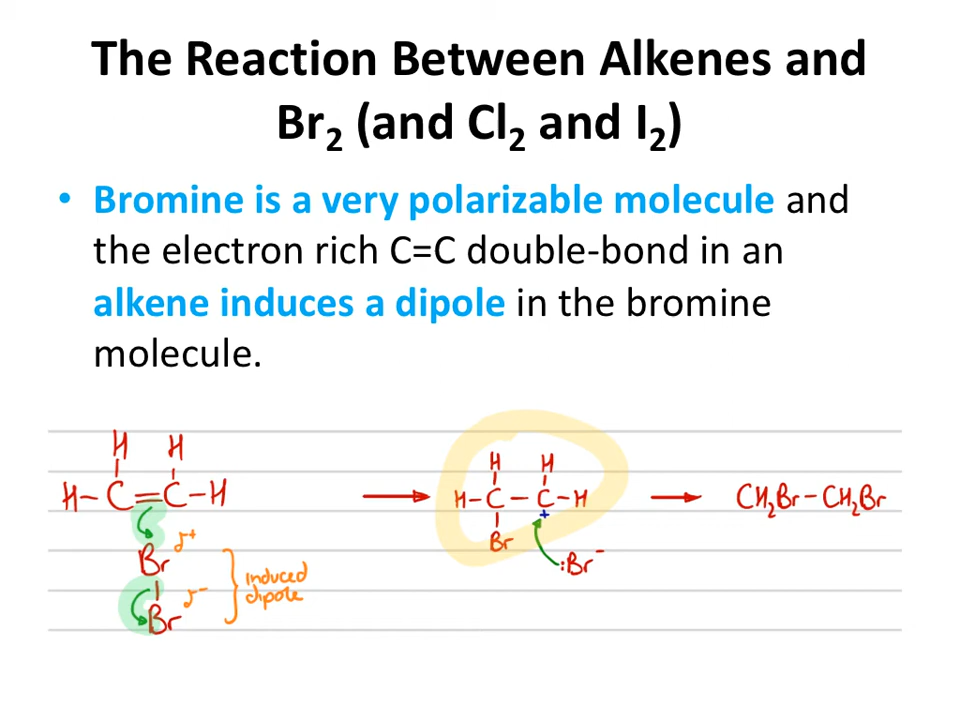 The Reaction Between Alkenes and
Br₂ (and Cl₂ and I₂)
• Bromine is a very polarizable molecule and
the electron rich C=C double-bond in an
alkene induces a dipole in the bromine
molecule.
H H
H–C=C–H
Br δ+
Br δ−
induced
dipole
H H
H–C–C–H
+
Br
:Br⁻
CH₂Br–CH₂Br